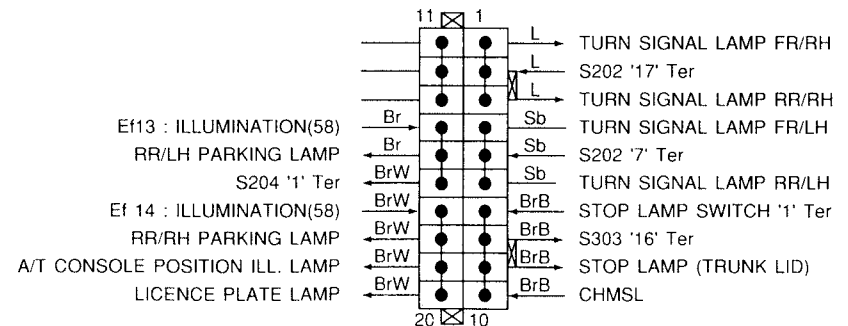 11 1
L TURN SIGNAL LAMP FR/RH
L S202 '17' Ter
L TURN SIGNAL LAMP RR/RH
Ef13 : ILLUMINATION(58) Br Sb TURN SIGNAL LAMP FR/LH
RR/LH PARKING LAMP Br Sb S202 '7' Ter
S204 '1' Ter BrW Sb TURN SIGNAL LAMP RR/LH
Ef 14 : ILLUMINATION(58) BrW BrB STOP LAMP SWITCH '1' Ter
RR/RH PARKING LAMP BrW BrB S303 '16' Ter
A/T CONSOLE POSITION ILL. LAMP BrW BrB STOP LAMP (TRUNK LID)
LICENCE PLATE LAMP BrW BrB CHMSL
20 10